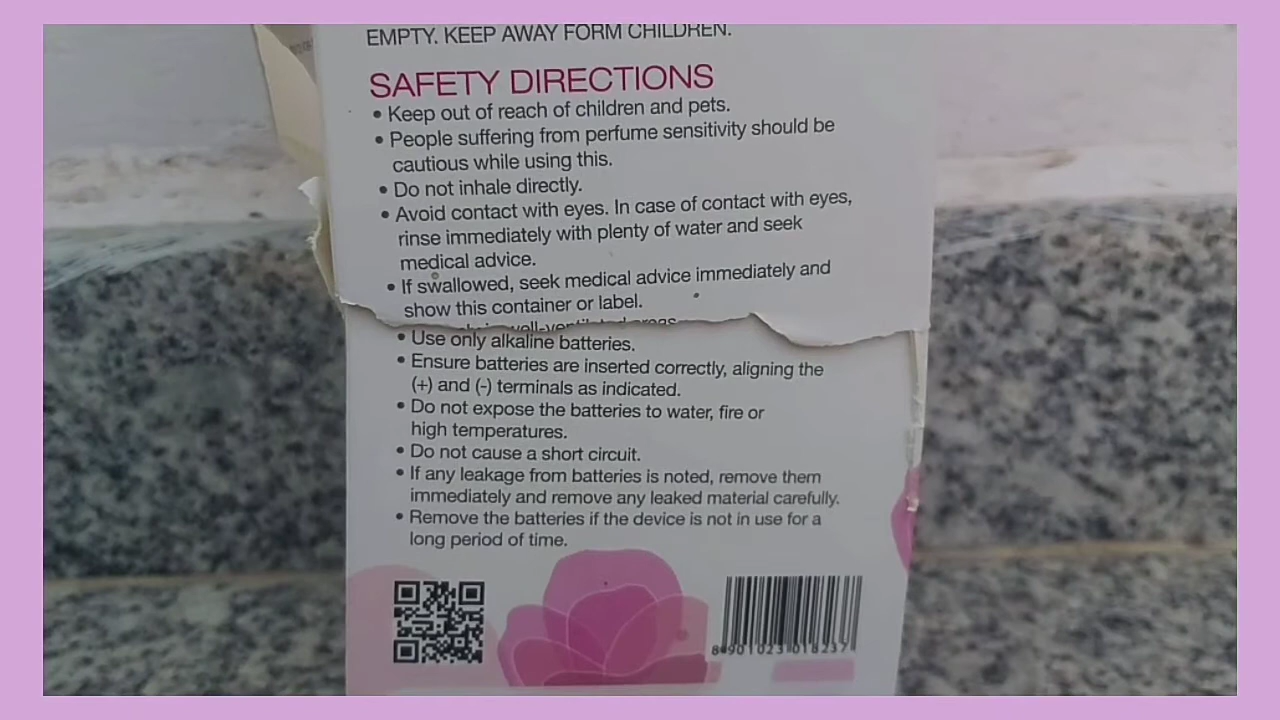 EMPTY. KEEP AWAY FORM CHILDREN.
SAFETY DIRECTIONS
• Keep out of reach of children and pets.
• People suffering from perfume sensitivity should be
cautious while using this.
• Do not inhale directly.
• Avoid contact with eyes. In case of contact with eyes,
rinse immediately with plenty of water and seek
medical advice.
• If swallowed, seek medical advice immediately and
show this container or label.
well-ventilated areas
• Use only alkaline batteries.
• Ensure batteries are inserted correctly, aligning the
(+) and (-) terminals as indicated.
• Do not expose the batteries to water, fire or
high temperatures.
• Do not cause a short circuit.
• If any leakage from batteries is noted, remove them
immediately and remove any leaked material carefully.
• Remove the batteries if the device is not in use for a
long period of time.
8 901023 018237